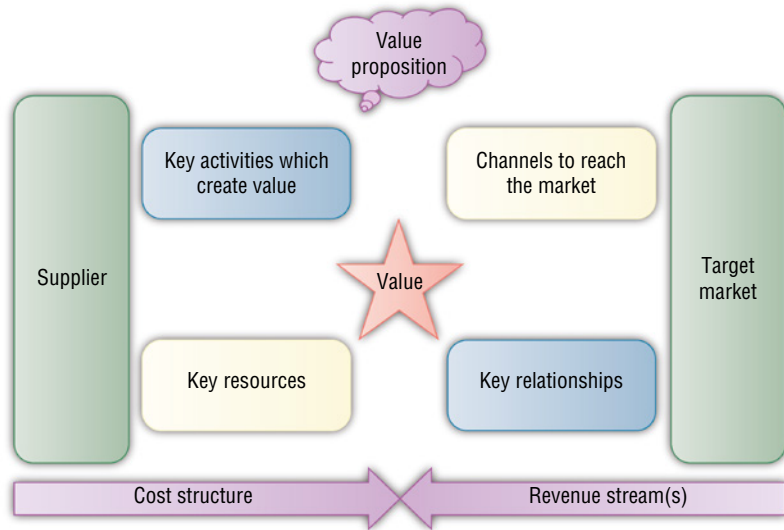 Value
proposition
Key activities which
create value
Channels to reach
the market
Supplier
Value
Target
market
Key resources
Key relationships
Cost structure
Revenue stream(s)